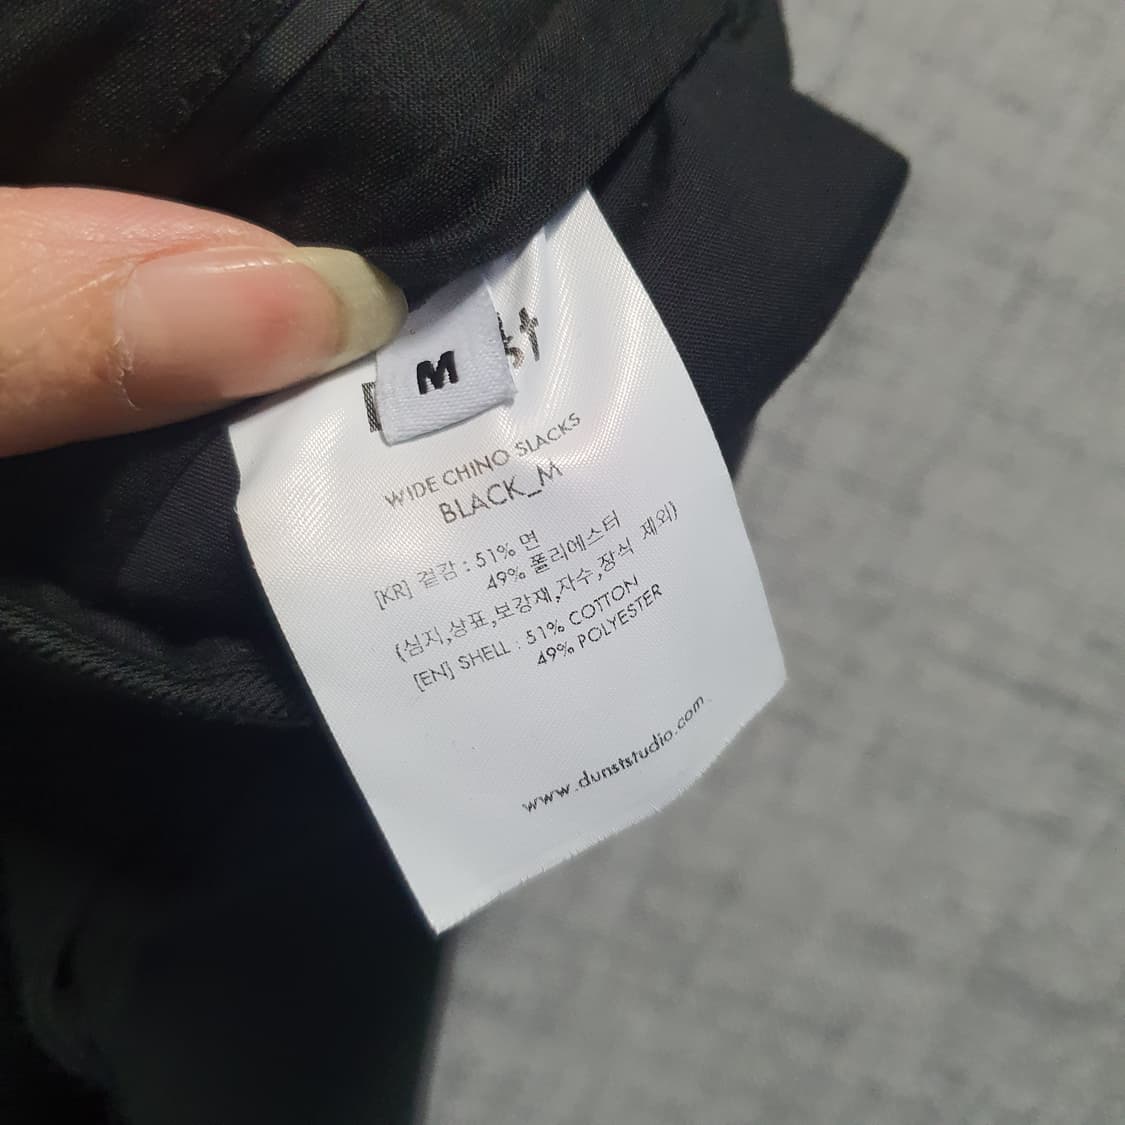 M
WIDE CHINO SLACKS
BLACK_M
[KR] 겉감 : 51% 면
49% 폴리에스터
(심지,상표,보강재,자수,장식 제외)
[EN] SHELL : 51% COTTON
49% POLYESTER
www.dunststudio.com